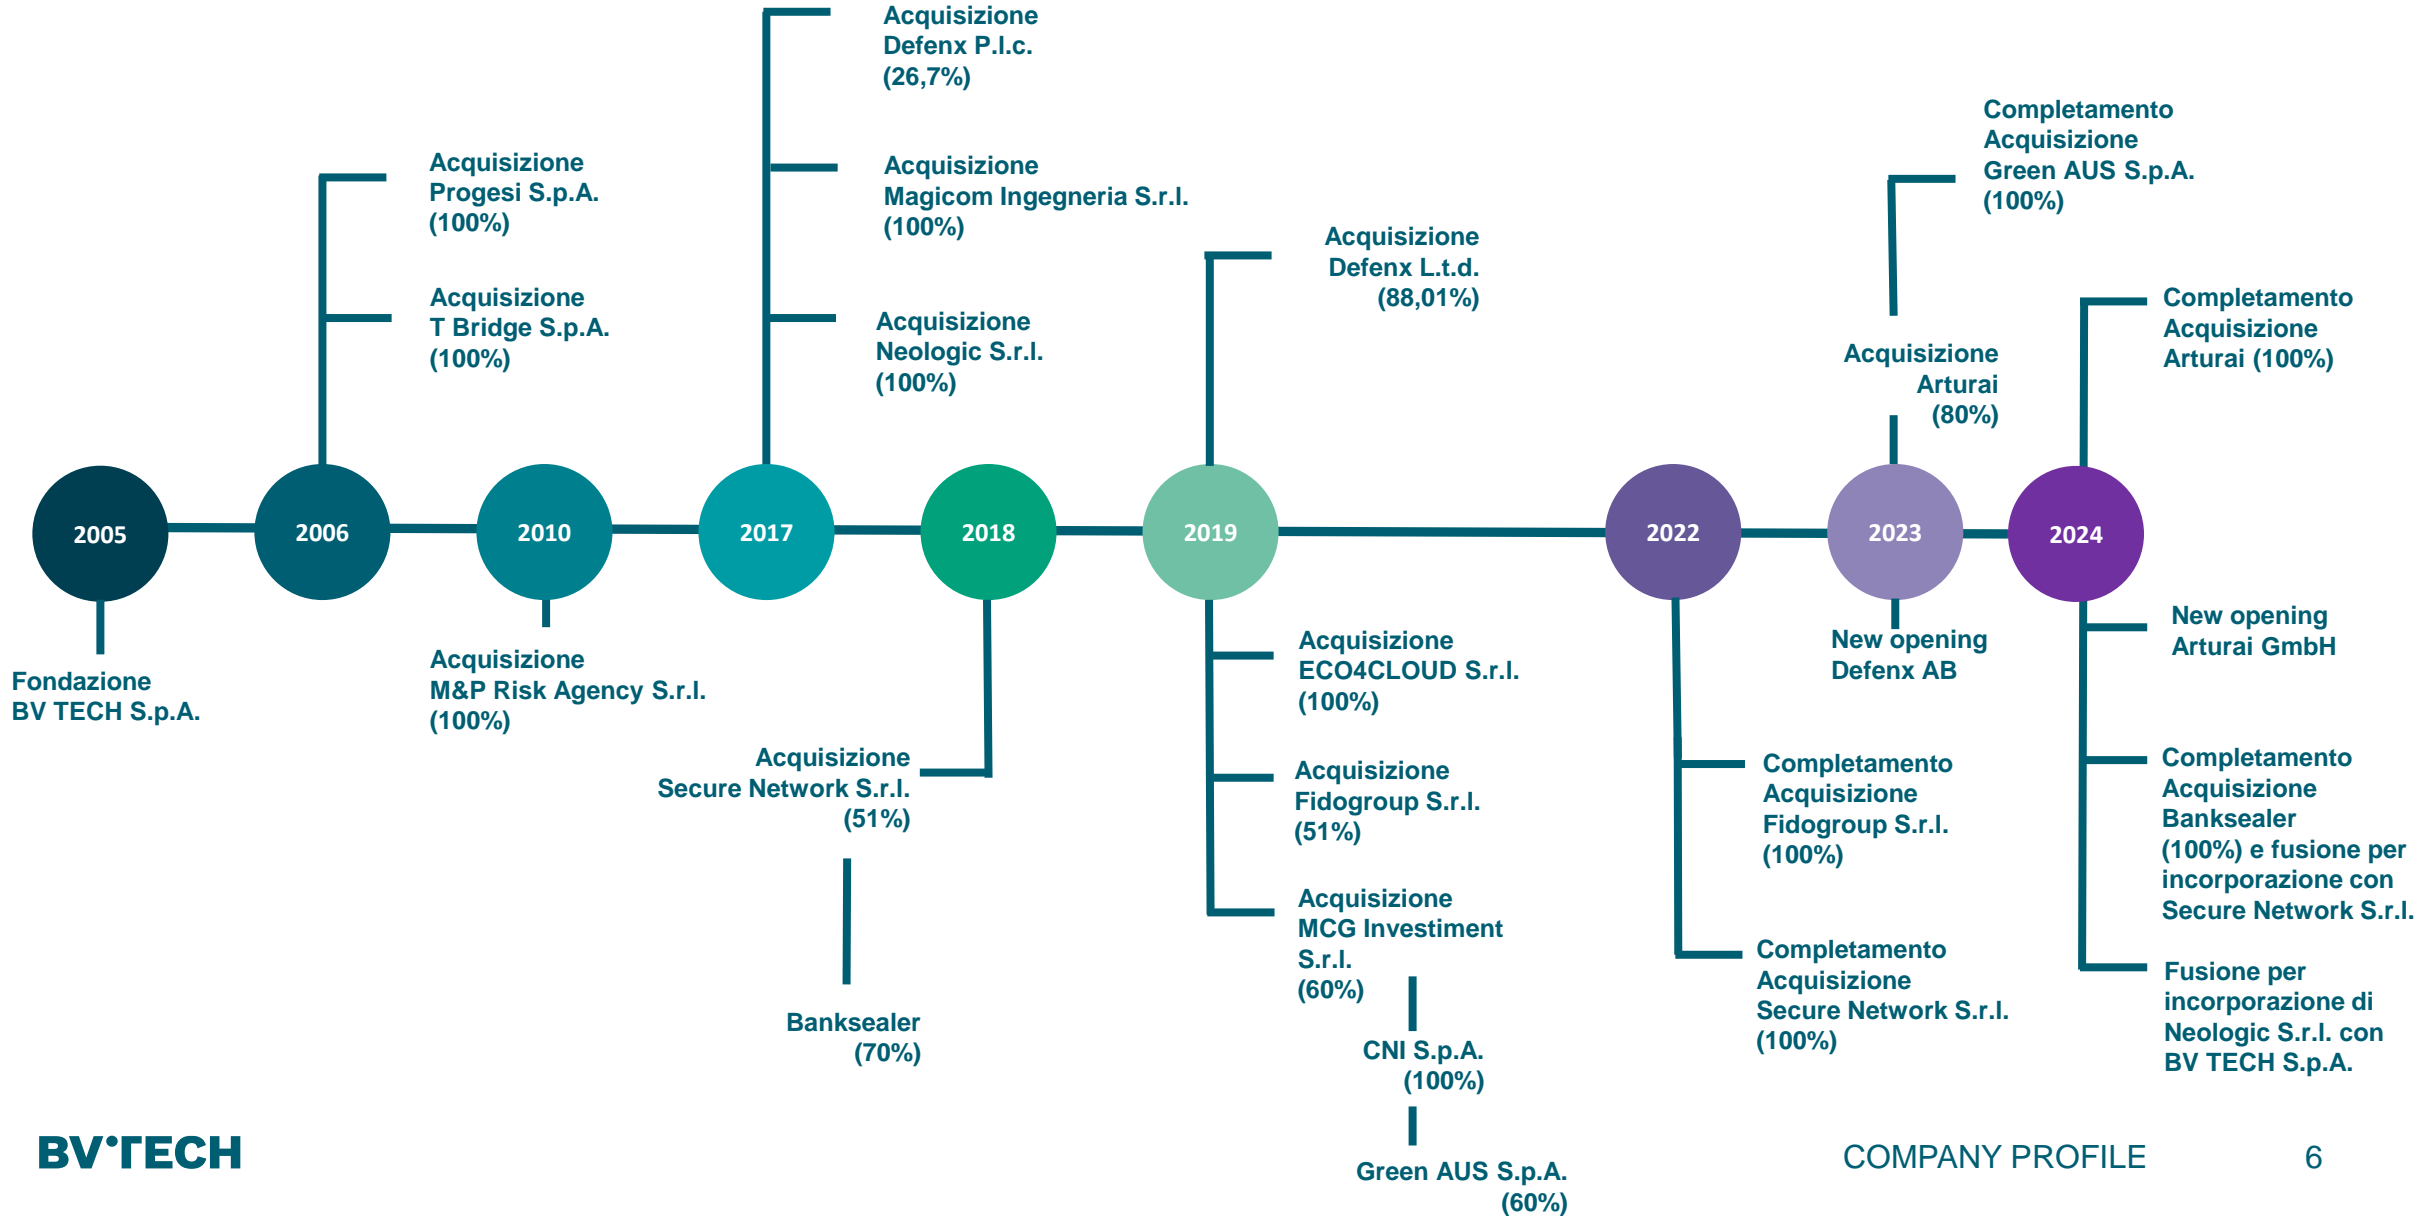 Acquisizione
Defenx P.l.c.
(26,7%)
Acquisizione
Progesi S.p.A.
(100%)
Acquisizione
T Bridge S.p.A.
(100%)
Acquisizione
Magicom Ingegneria S.r.l.
(100%)
Acquisizione
Neologic S.r.l.
(100%)
Acquisizione
Defenx L.t.d.
(88,01%)
Completamento
Acquisizione
Green AUS S.p.A.
(100%)
Acquisizione
Arturai
(80%)
Completamento
Acquisizione
Arturai (100%)
2005
2006
2010
2017
2018
2019
2022
2023
2024
Fondazione
BV TECH S.p.A.
Acquisizione
M&P Risk Agency S.r.l.
(100%)
Acquisizione
Secure Network S.r.l.
(51%)
Banksealer
(70%)
Acquisizione
ECO4CLOUD S.r.l.
(100%)
Acquisizione
Fidogroup S.r.l.
(51%)
Acquisizione
MCG Investiment
S.r.l.
(60%)
CNI S.p.A.
(100%)
Green AUS S.p.A.
(60%)
Completamento
Acquisizione
Fidogroup S.r.l.
(100%)
Completamento
Acquisizione
Secure Network S.r.l.
(100%)
New opening
Defenx AB
New opening
Arturai GmbH
Completamento
Acquisizione
Banksealer
(100%) e fusione per
incorporazione con
Secure Network S.r.l.
Fusione per
incorporazione di
Neologic S.r.l. con
BV TECH S.p.A.
BV TECH
COMPANY PROFILE
6